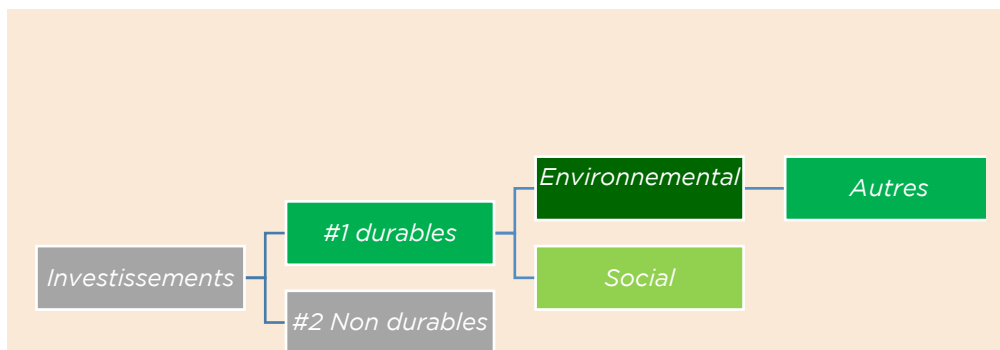 Environnemental
Autres
#1 durables
Investissements
Social
#2 Non durables